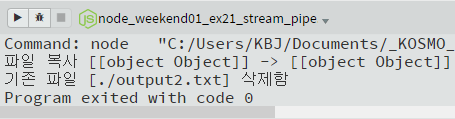 node_weekend01_ex21_stream_pipe
Command: node "C:/Users/KBJ/Documents/_KOSMO_
파일 복사 [[object Object]] -> [[object Object]]
기존 파일 [./output2.txt] 삭제함
Program exited with code 0